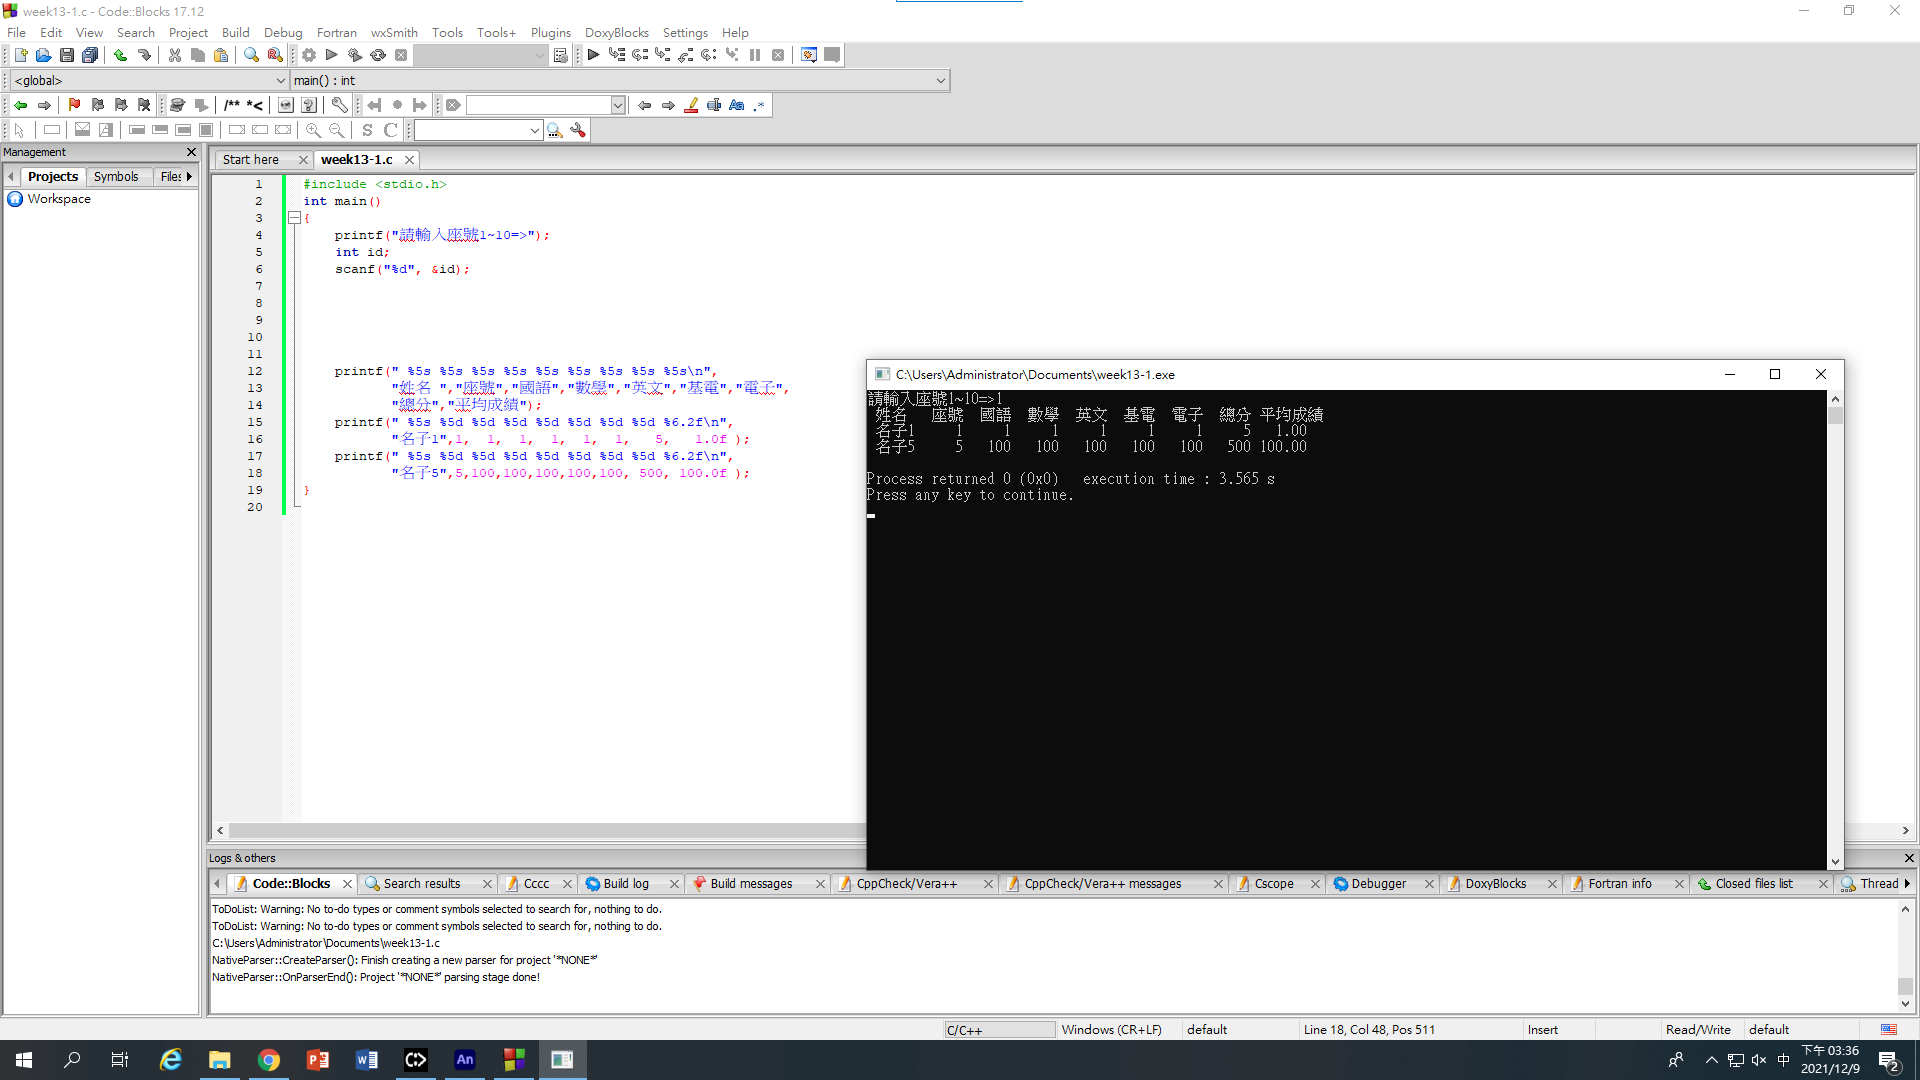 week13-1.c - Code::Blocks 17.12
File Edit View Search Project Build Debug Fortran wxSmith Tools Tools+ Plugins DoxyBlocks Settings Help
<global> main() : int
/** *<
S C
Management
Projects Symbols Files
Workspace
Start here week13-1.c
1 #include <stdio.h>
2 int main()
3 {
4 printf("請輸入座號1~10=>");
5 int id;
6 scanf("%d", &id);
7
8
9
10
11
12 printf(" %5s %5s %5s %5s %5s %5s %5s %5s %5s\n",
13 "姓名 ","座號","國語","數學","英文","基電","電子",
14 "總分","平均成績");
15 printf(" %5s %5d %5d %5d %5d %5d %5d %5d %6.2f\n",
16 "名子1",1, 1, 1, 1, 1, 1, 5, 1.0f );
17 printf(" %5s %5d %5d %5d %5d %5d %5d %5d %6.2f\n",
18 "名子5",5,100,100,100,100,100, 500, 100.0f );
19 }
20
C:\Users\Administrator\Documents\week13-1.exe
請輸入座號1~10=>1
姓名 座號 國語 數學 英文 基電 電子 總分 平均成績
名子1 1 1 1 1 1 1 5 1.00
名子5 5 100 100 100 100 100 500 100.00
Process returned 0 (0x0) execution time : 3.565 s
Press any key to continue.
Logs & others
Code::Blocks Search results Cccc Build log Build messages CppCheck/Vera++ CppCheck/Vera++ messages Cscope Debugger DoxyBlocks Fortran info Closed files list Thread
ToDoList: Warning: No to-do types or comment symbols selected to search for, nothing to do.
ToDoList: Warning: No to-do types or comment symbols selected to search for, nothing to do.
C:\Users\Administrator\Documents\week13-1.c
NativeParser::CreateParser(): Finish creating a new parser for project '*NONE*'
NativeParser::OnParserEnd(): Project '*NONE*' parsing stage done!
C/C++ Windows (CR+LF) default Line 18, Col 48, Pos 511 Insert Read/Write default
An 中 下午 03:36
2021/12/9 2